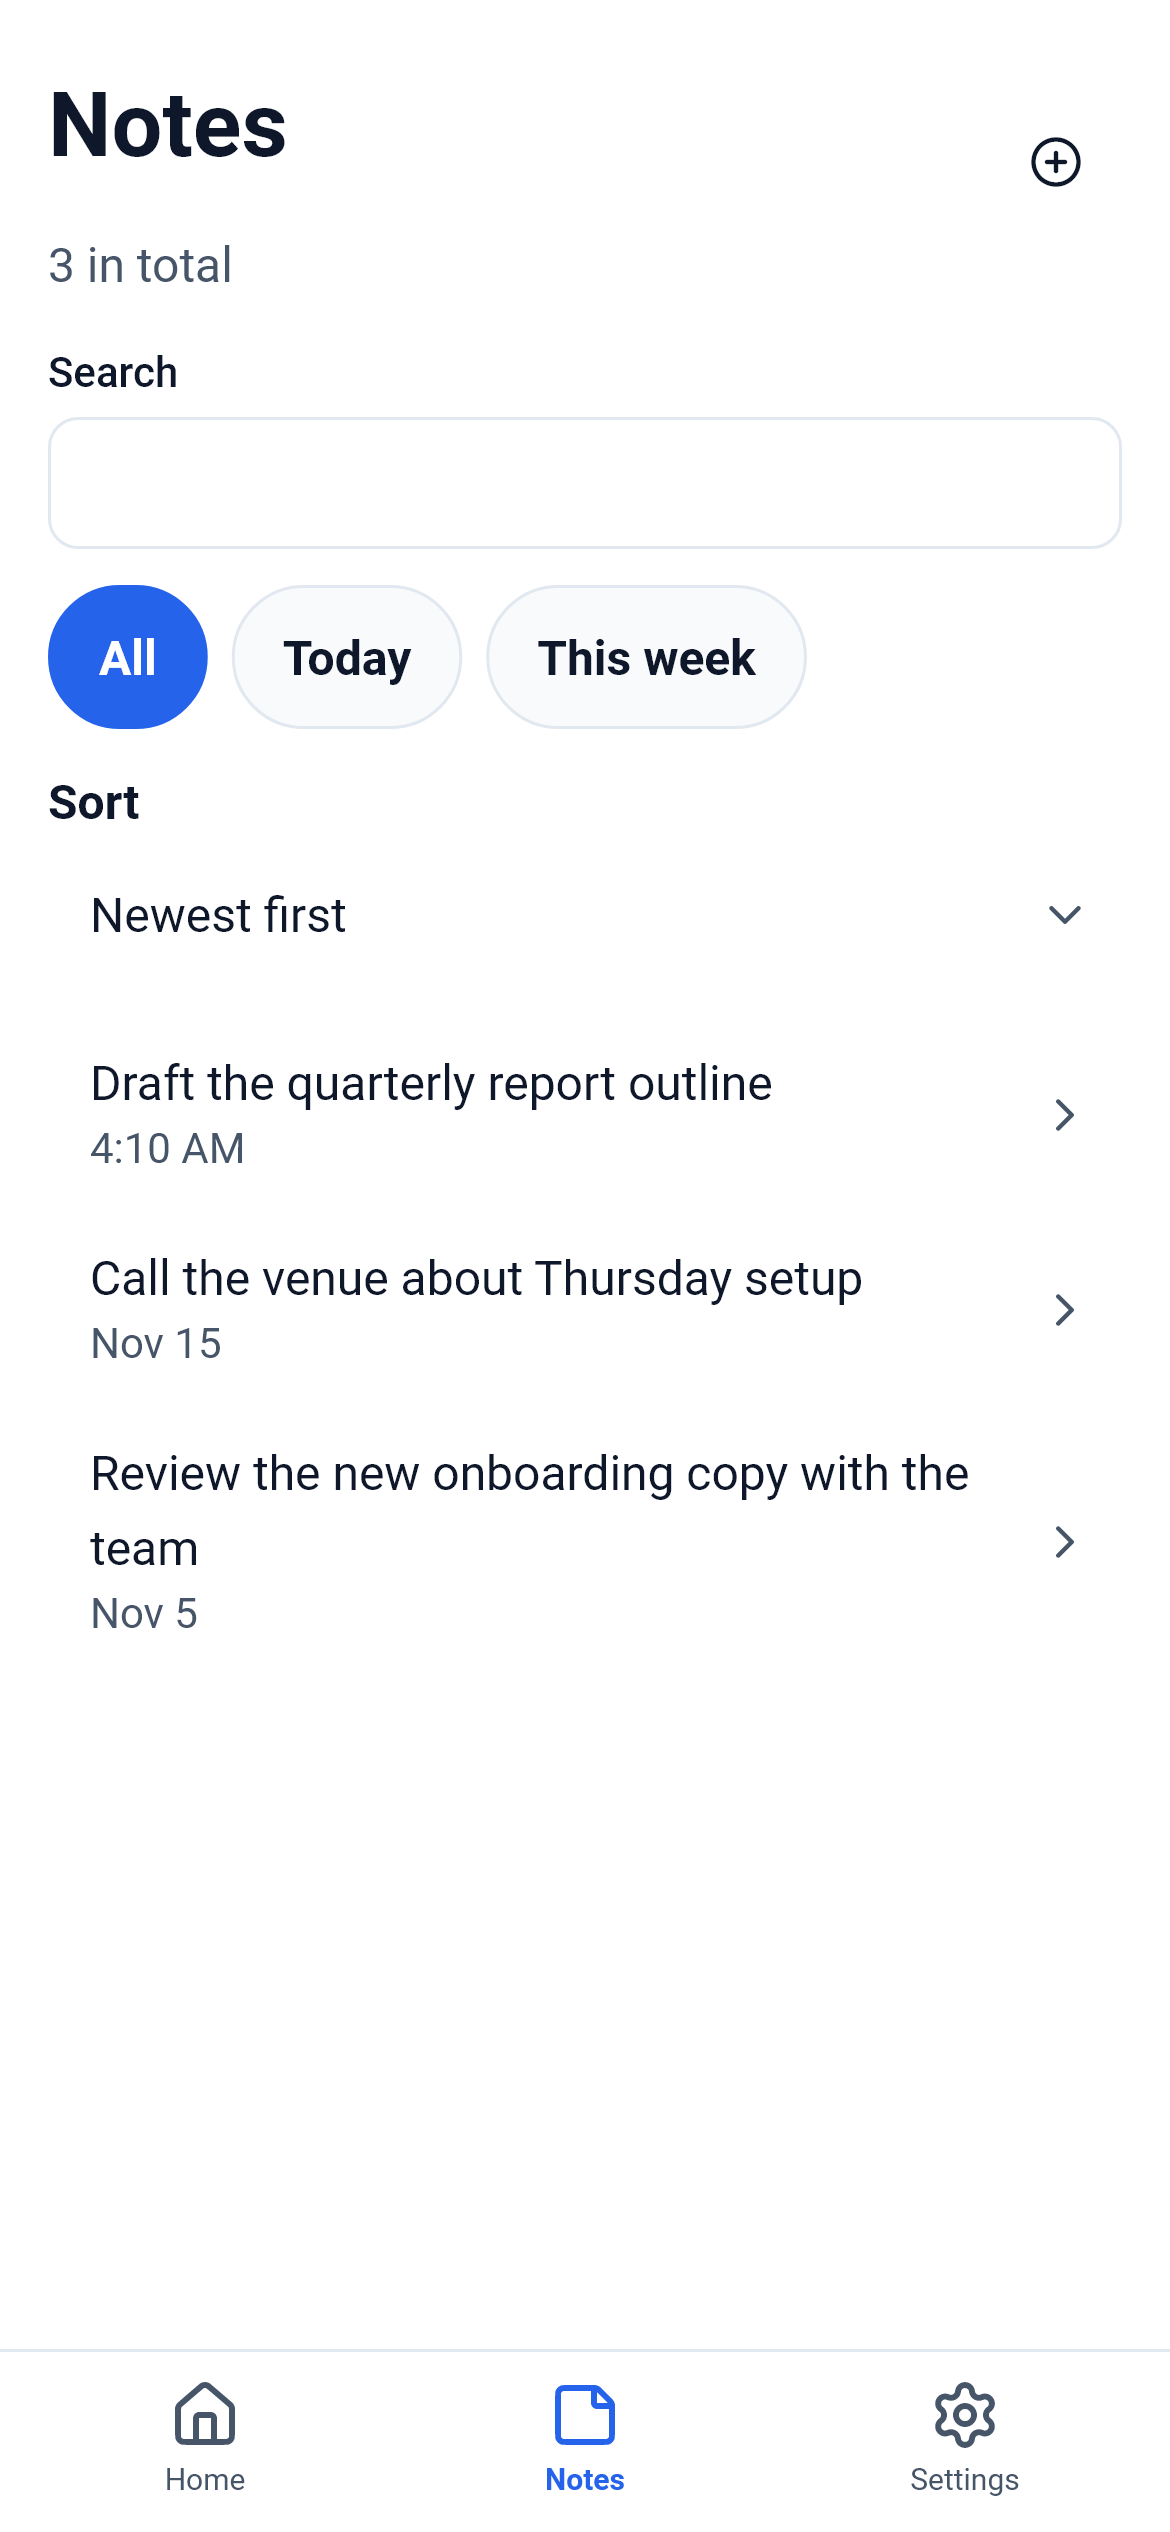 Notes
3 in total
Search
All
Today
This week
Sort
Newest first
Draft the quarterly report outline
4:10 AM
Call the venue about Thursday setup
Nov 15
Review the new onboarding copy with the
team
Nov 5
Home
Notes
Settings